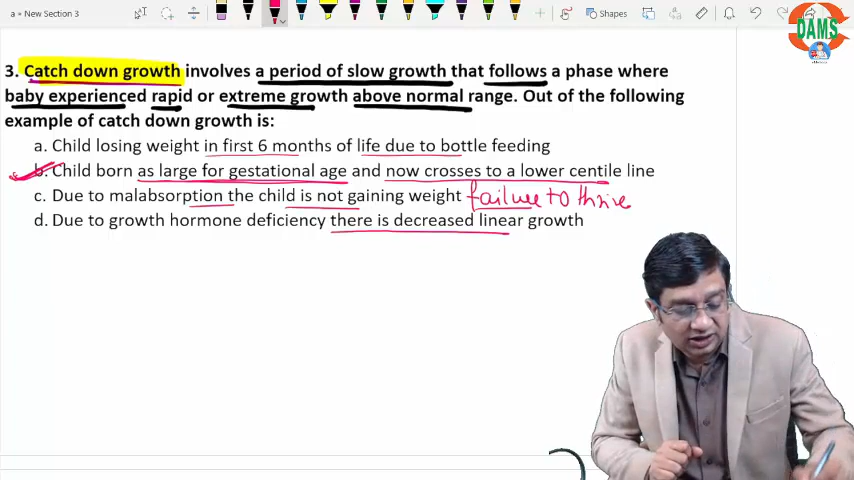 a » New Section 3
Shapes
DAMS
3. Catch down growth involves a period of slow growth that follows a phase where
baby experienced rapid or extreme growth above normal range. Out of the following
example of catch down growth is:
a. Child losing weight in first 6 months of life due to bottle feeding
b. Child born as large for gestational age and now crosses to a lower centile line
c. Due to malabsorption the child is not gaining weight failure to thrive
d. Due to growth hormone deficiency there is decreased linear growth